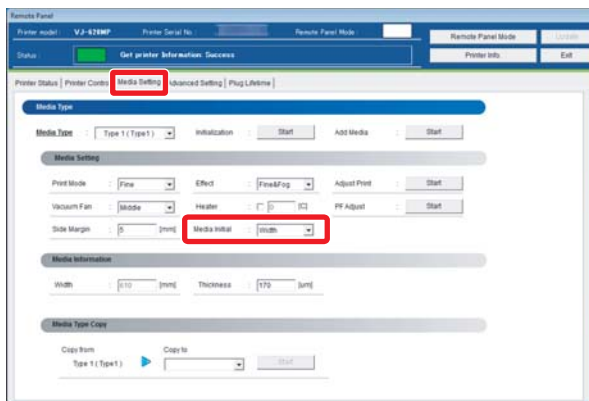 Remote Panel
Printer model : VJ-628MP Printer Serial No : Remote Panel Mode : Remote Panel Mode Update
Status : Get printer Information: Success Printer Info. Exit
Printer Status Printer Contro Media Setting Advanced Setting Plug Lifetime
Media Type
Media Type : Type 1 ( Type1 ) Initialization : Start Add Media : Start
Media Setting
Print Mode : Fine Effect : Fine&Fog Adjust Print : Start
Vacuum Fan : Middle Heater : 0 [C] PF Adjust : Start
Side Margin : 5 [mm] Media Initial : Width
Media Information
Width : 610 [mm] Thickness : 170 [um]
Media Type Copy
Copy from Copy to
Type 1 ( Type1 ) Start